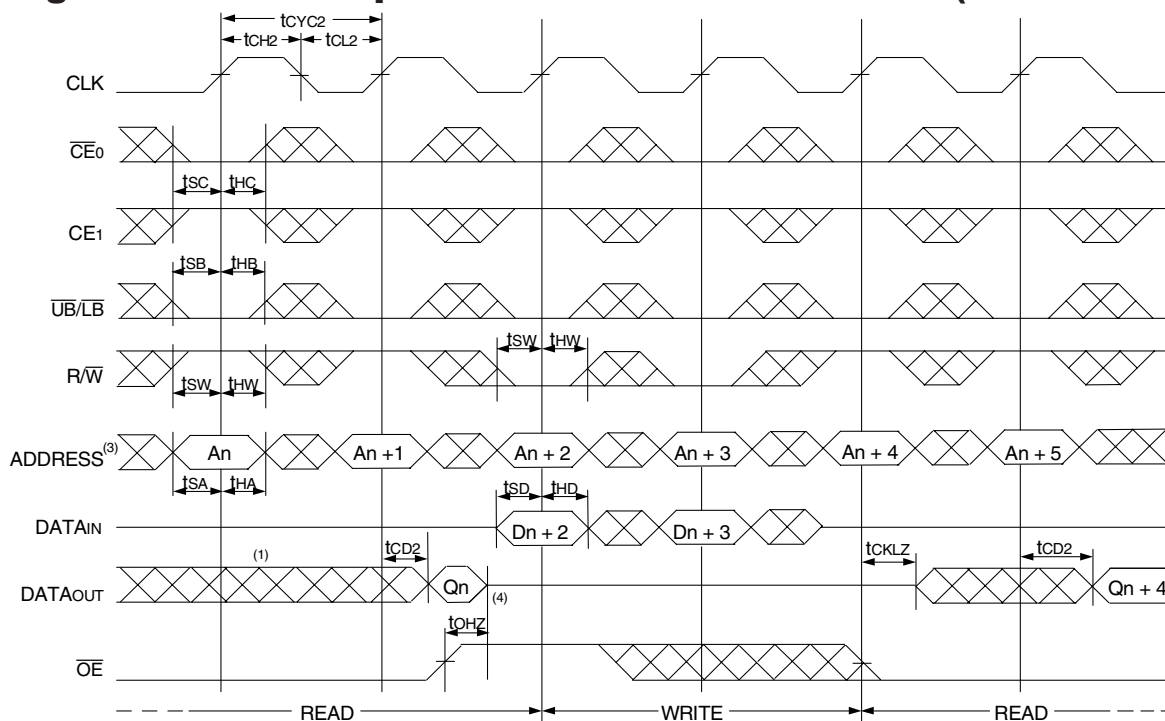 tCYC2
tCH2 tCL2
CLK
CE0
tSC tHC
CE1
tSB tHB
UB/LB
tSW tHW
R/W
tSW tHW
ADDRESS(3) An An +1 An + 2 An + 3 An + 4 An + 5
tSA tHA tSD tHD
DATAIN Dn + 2 Dn + 3
(1) tCD2 tCKLZ tCD2
DATAOUT Qn (4) Qn + 4
tOHZ
OE
READ WRITE READ